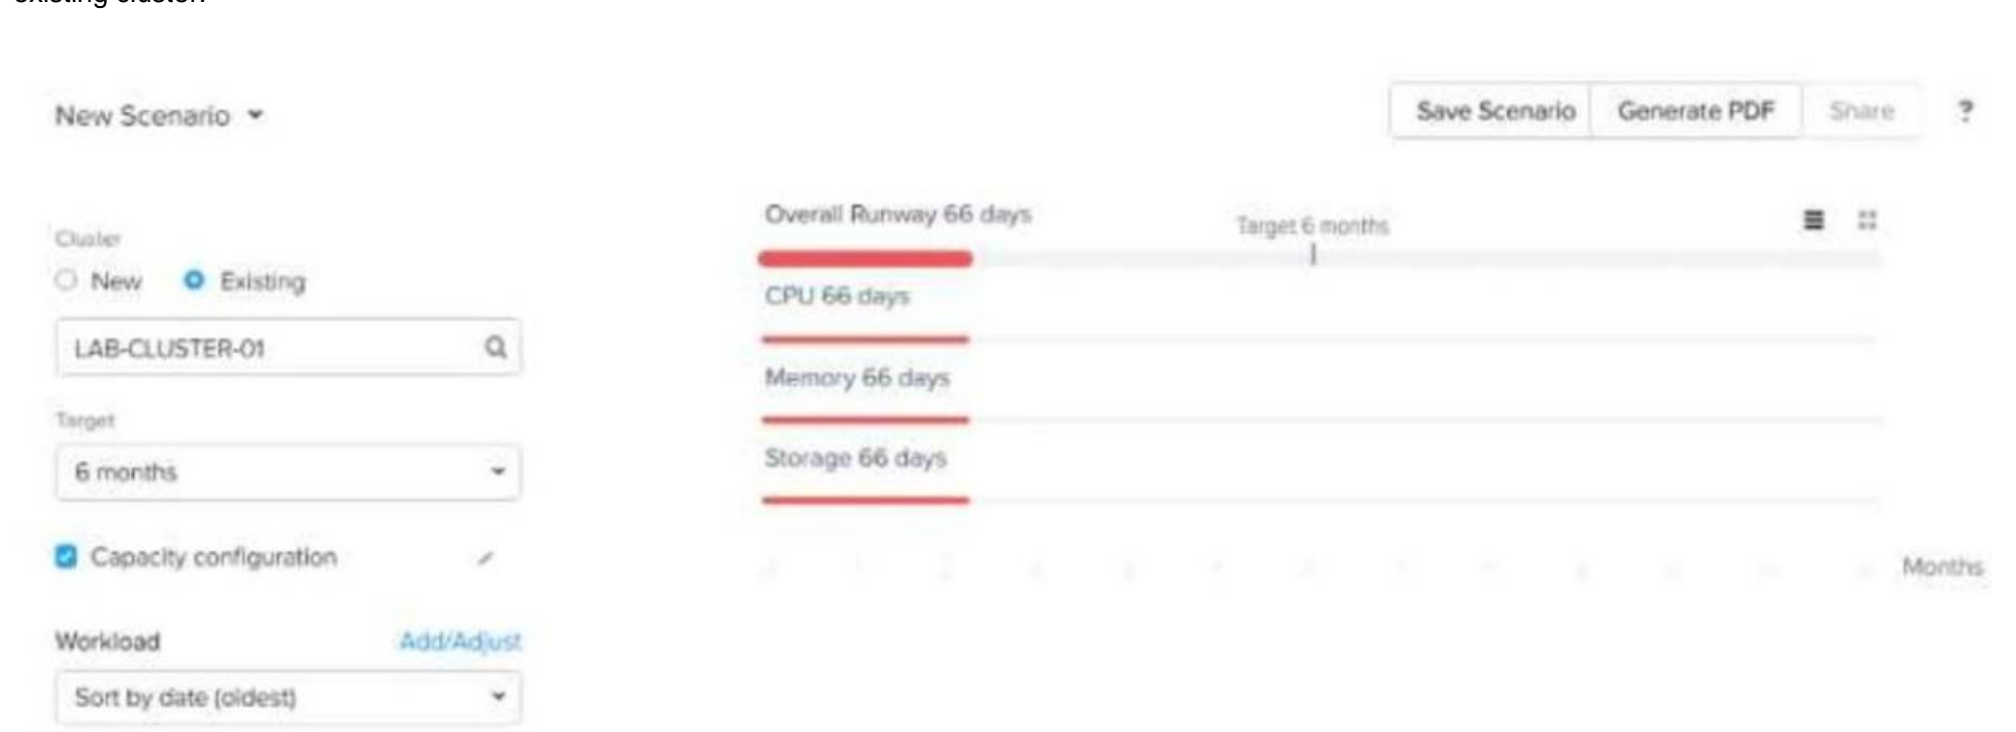 existing cluster.
New Scenario
Save Scenario Generate PDF Share ?
Overall Runway 66 days
Target 6 months
Cluster
New Existing
CPU 66 days
LAB-CLUSTER-01
Memory 66 days
Target
Storage 66 days
6 months
Capacity configuration
Months
Workload Add/Adjust
Sort by date (oldest)